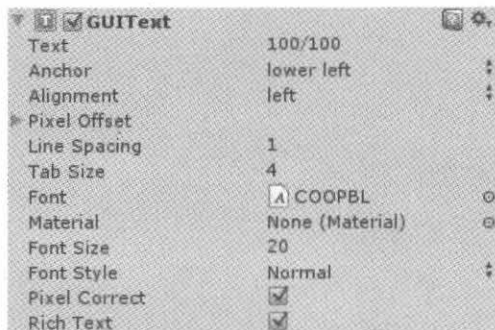 GUIText
Text 100/100
Anchor lower left
Alignment left
Pixel Offset
Line Spacing 1
Tab Size 4
Font COOPBL
Material None (Material)
Font Size 20
Font Style Normal
Pixel Correct
Rich Text